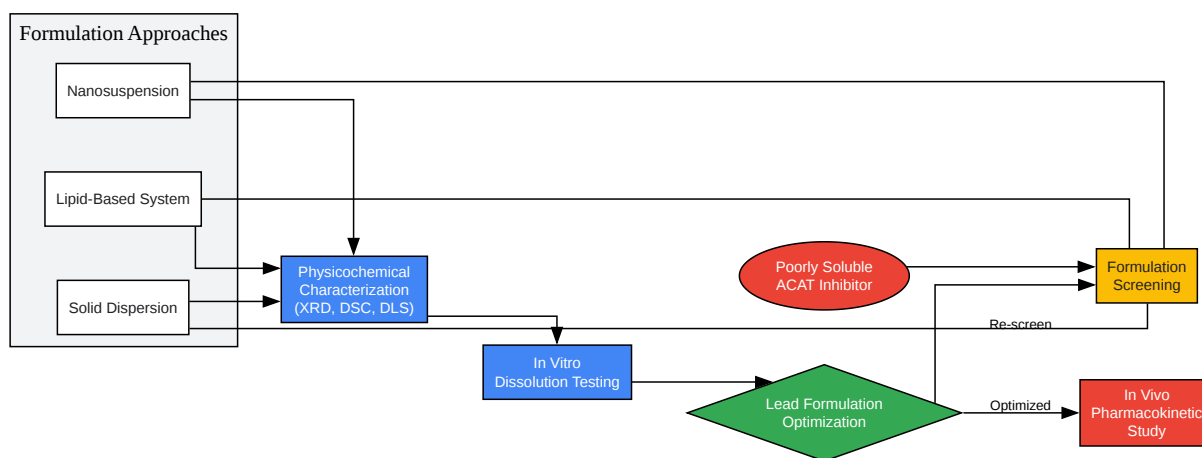 Formulation Approaches
Nanosuspension
Lipid-Based System
Solid Dispersion
Physicochemical
Characterization
(XRD, DSC, DLS)
In Vitro
Dissolution Testing
Poorly Soluble
ACAT Inhibitor
Formulation
Screening
Re-screen
Lead Formulation
Optimization
Optimized
In Vivo
Pharmacokinetic
Study